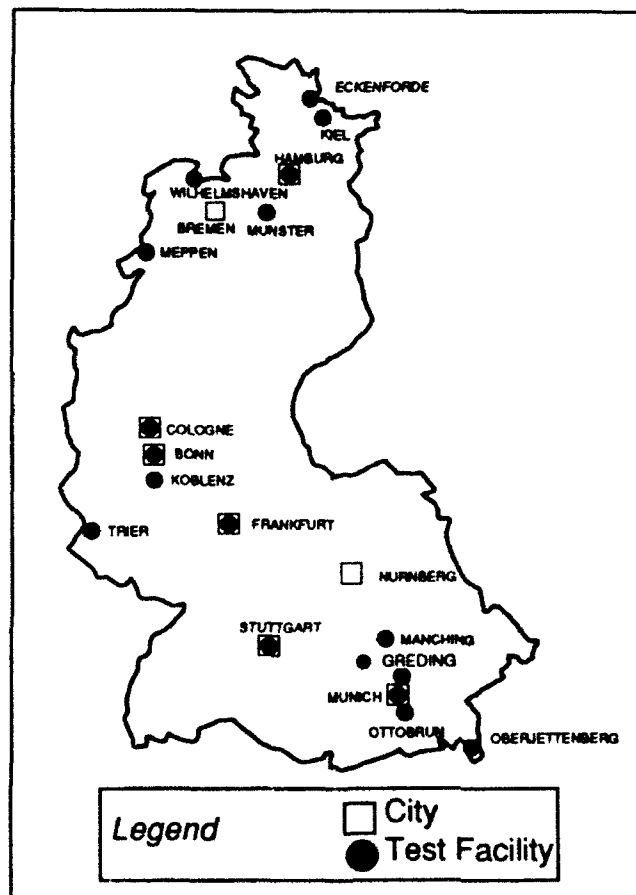 ECKENFORDE
KIEL
HAMBURG
WILHELMSHAVEN
BREMEN
MUNSTER
MEPPEN
COLOGNE
BONN
KOBLENZ
TRIER
FRANKFURT
NURNBERG
STUTTGART
MANCHING
GREDING
MUNICH
OTTOBRUN
OBERJETTENBERG
Legend
City
Test Facility